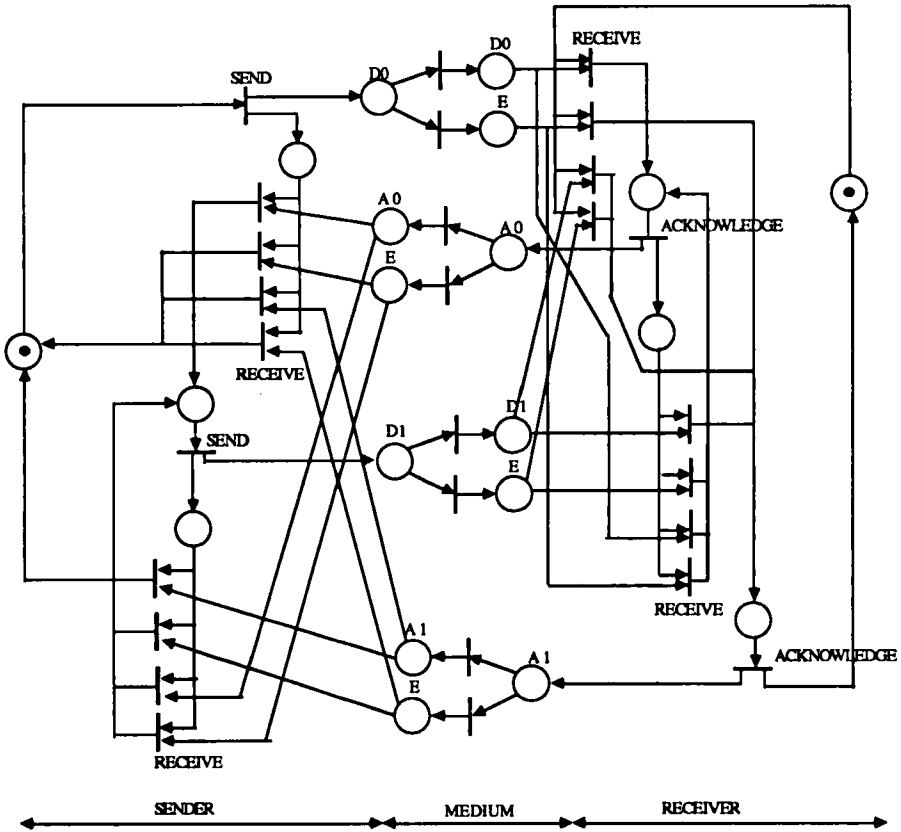 D0
RECEIVE
SEND
D0
E
A 0
A 0
ACKNOWLEDGE
E
RECEIVE
D1
D1
SEND
E
RECEIVE
A 1
A 1
ACKNOWLEDGE
E
RECEIVE
SENDER
MEDIUM
RECEIVER